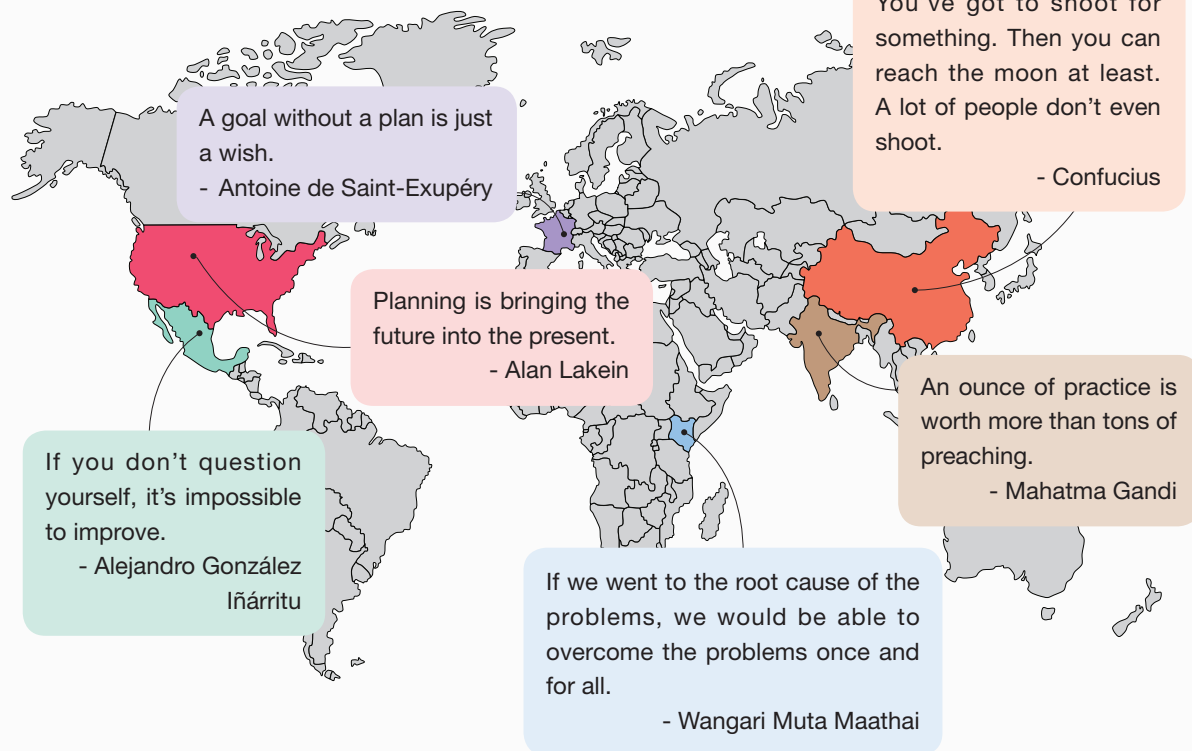 You've got to shoot for
something. Then you can
reach the moon at least.
A lot of people don't even
shoot.
- Confucius
A goal without a plan is just
a wish.
- Antoine de Saint-Exupéry
Planning is bringing the
future into the present.
- Alan Lakein
An ounce of practice is
worth more than tons of
preaching.
- Mahatma Gandi
If you don't question
yourself, it's impossible
to improve.
- Alejandro González
Iñárritu
If we went to the root cause of the
problems, we would be able to
overcome the problems once and
for all.
- Wangari Muta Maathai